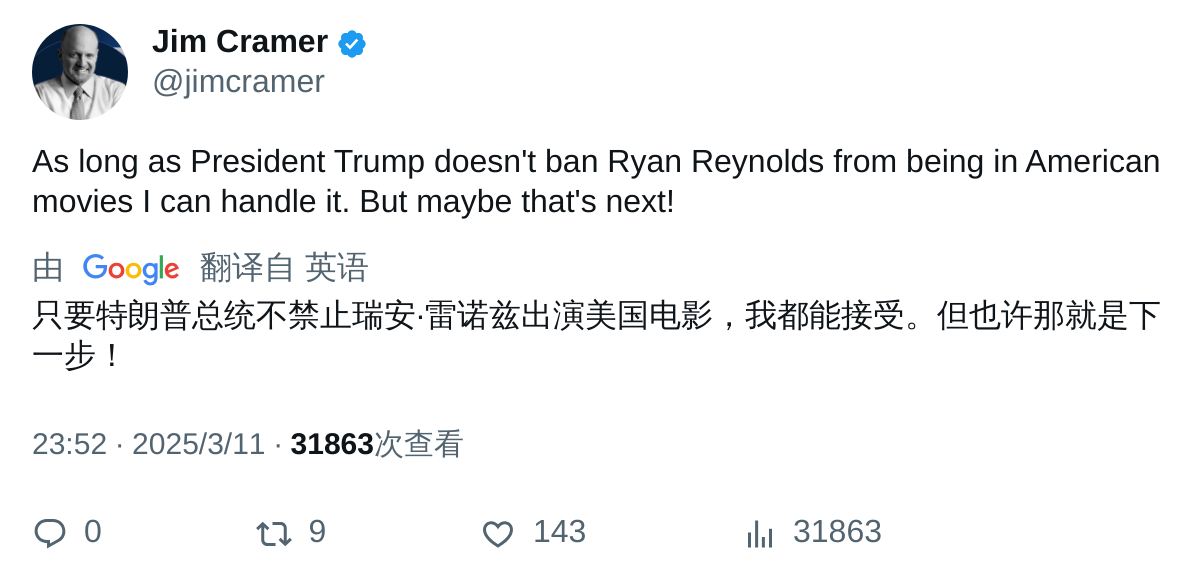 Jim Cramer
@jimcramer
As long as President Trump doesn't ban Ryan Reynolds from being in American
movies I can handle it. But maybe that's next!
由 Google 翻译自 英语
只要特朗普总统不禁止瑞安·雷诺兹出演美国电影，我都能接受。但也许那就是下
一步！
23:52 · 2025/3/11 · 31863次查看
0 9 143 31863